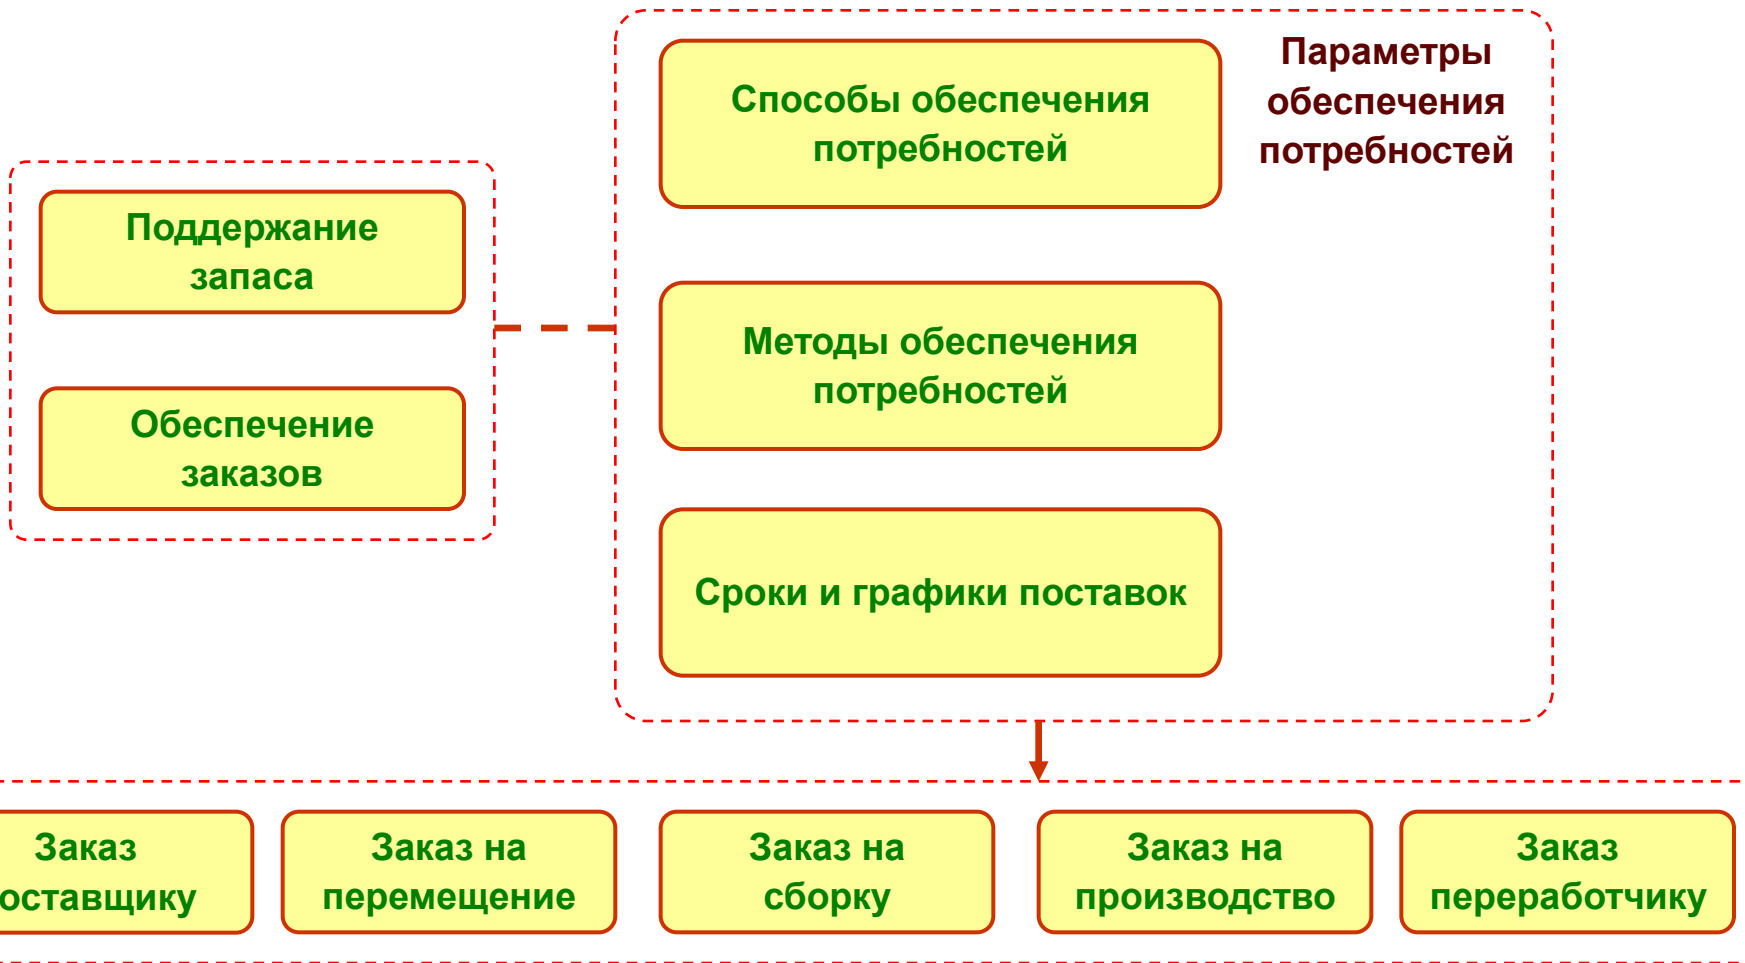 Параметры
обеспечения
потребностей
Способы обеспечения
потребностей
Поддержание
запаса
Методы обеспечения
потребностей
Обеспечение
заказов
Сроки и графики поставок
Заказ
оставщику
Заказ на
перемещение
Заказ на
сборку
Заказ на
производство
Заказ
переработчику